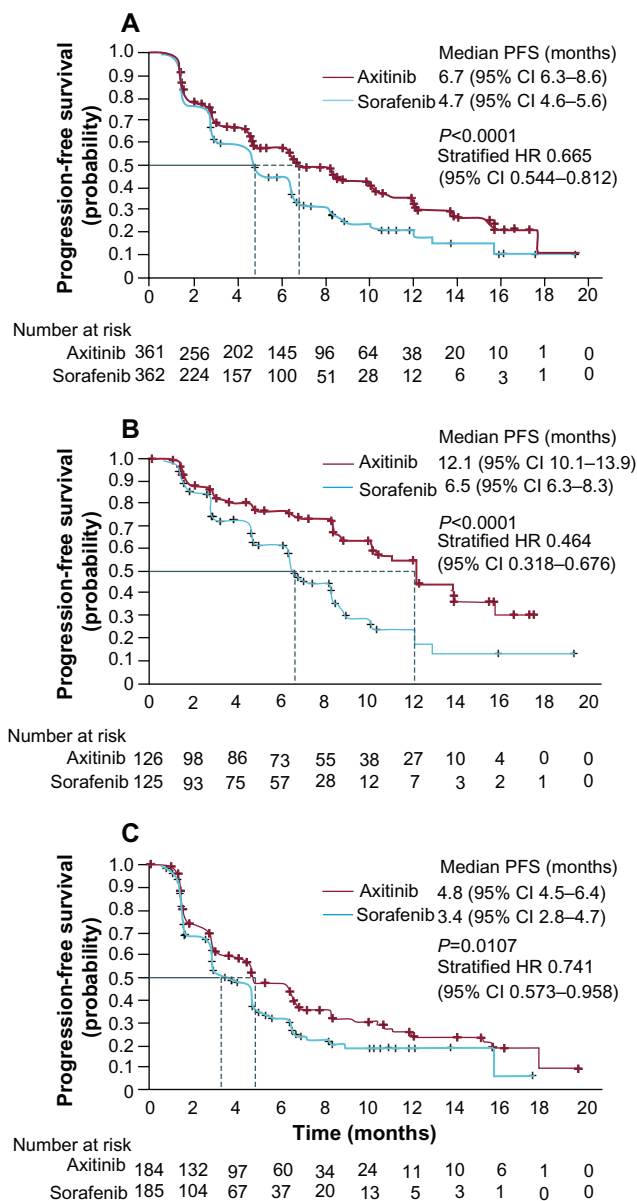 A
Median PFS (months)
Axitinib 6.7 (95% CI 6.3–8.6)
Sorafenib 4.7 (95% CI 4.6–5.6)
P<0.0001
Stratified HR 0.665
(95% CI 0.544–0.812)
Progression-free survival
(probability)
1.0
0.9
0.8
0.7
0.6
0.5
0.4
0.3
0.2
0.1
0
0 2 4 6 8 10 12 14 16 18 20
Number at risk
Axitinib 361 256 202 145 96 64 38 20 10 1 0
Sorafenib 362 224 157 100 51 28 12 6 3 1 0
B
Median PFS (months)
Axitinib 12.1 (95% CI 10.1–13.9)
Sorafenib 6.5 (95% CI 6.3–8.3)
P<0.0001
Stratified HR 0.464
(95% CI 0.318–0.676)
Progression-free survival
(probability)
1.0
0.9
0.8
0.7
0.6
0.5
0.4
0.3
0.2
0.1
0
0 2 4 6 8 10 12 14 16 18 20
Number at risk
Axitinib 126 98 86 73 55 38 27 10 4 0 0
Sorafenib 125 93 75 57 28 12 7 3 2 1 0
C
Median PFS (months)
Axitinib 4.8 (95% CI 4.5–6.4)
Sorafenib 3.4 (95% CI 2.8–4.7)
P=0.0107
Stratified HR 0.741
(95% CI 0.573–0.958)
Progression-free survival
(probability)
1.0
0.9
0.8
0.7
0.6
0.5
0.4
0.3
0.2
0.1
0
0 2 4 6 8 10 12 14 16 18 20
Time (months)
Number at risk
Axitinib 184 132 97 60 34 24 11 10 6 1 0
Sorafenib 185 104 67 37 20 13 5 3 1 0 0